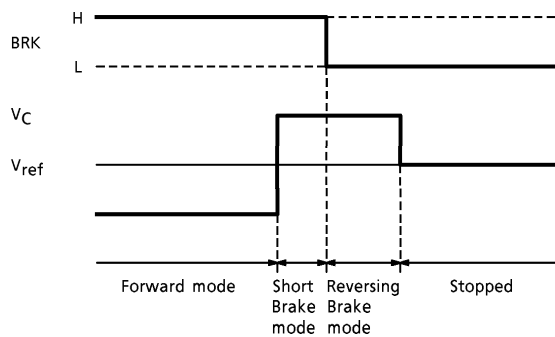 H
BRK
L
VC
Vref
Forward mode
Short Brake mode
Reversing Brake mode
Stopped